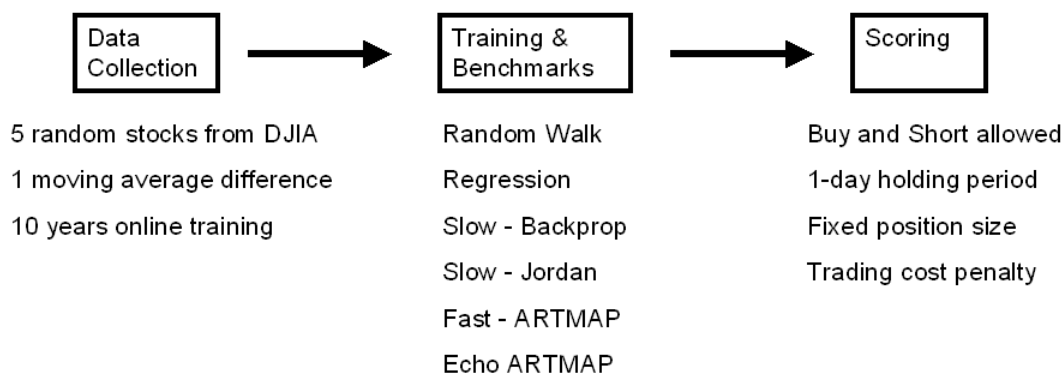 Data
Collection
Training &
Benchmarks
Scoring
5 random stocks from DJIA
1 moving average difference
10 years online training
Random Walk
Regression
Slow - Backprop
Slow - Jordan
Fast - ARTMAP
Echo ARTMAP
Buy and Short allowed
1-day holding period
Fixed position size
Trading cost penalty